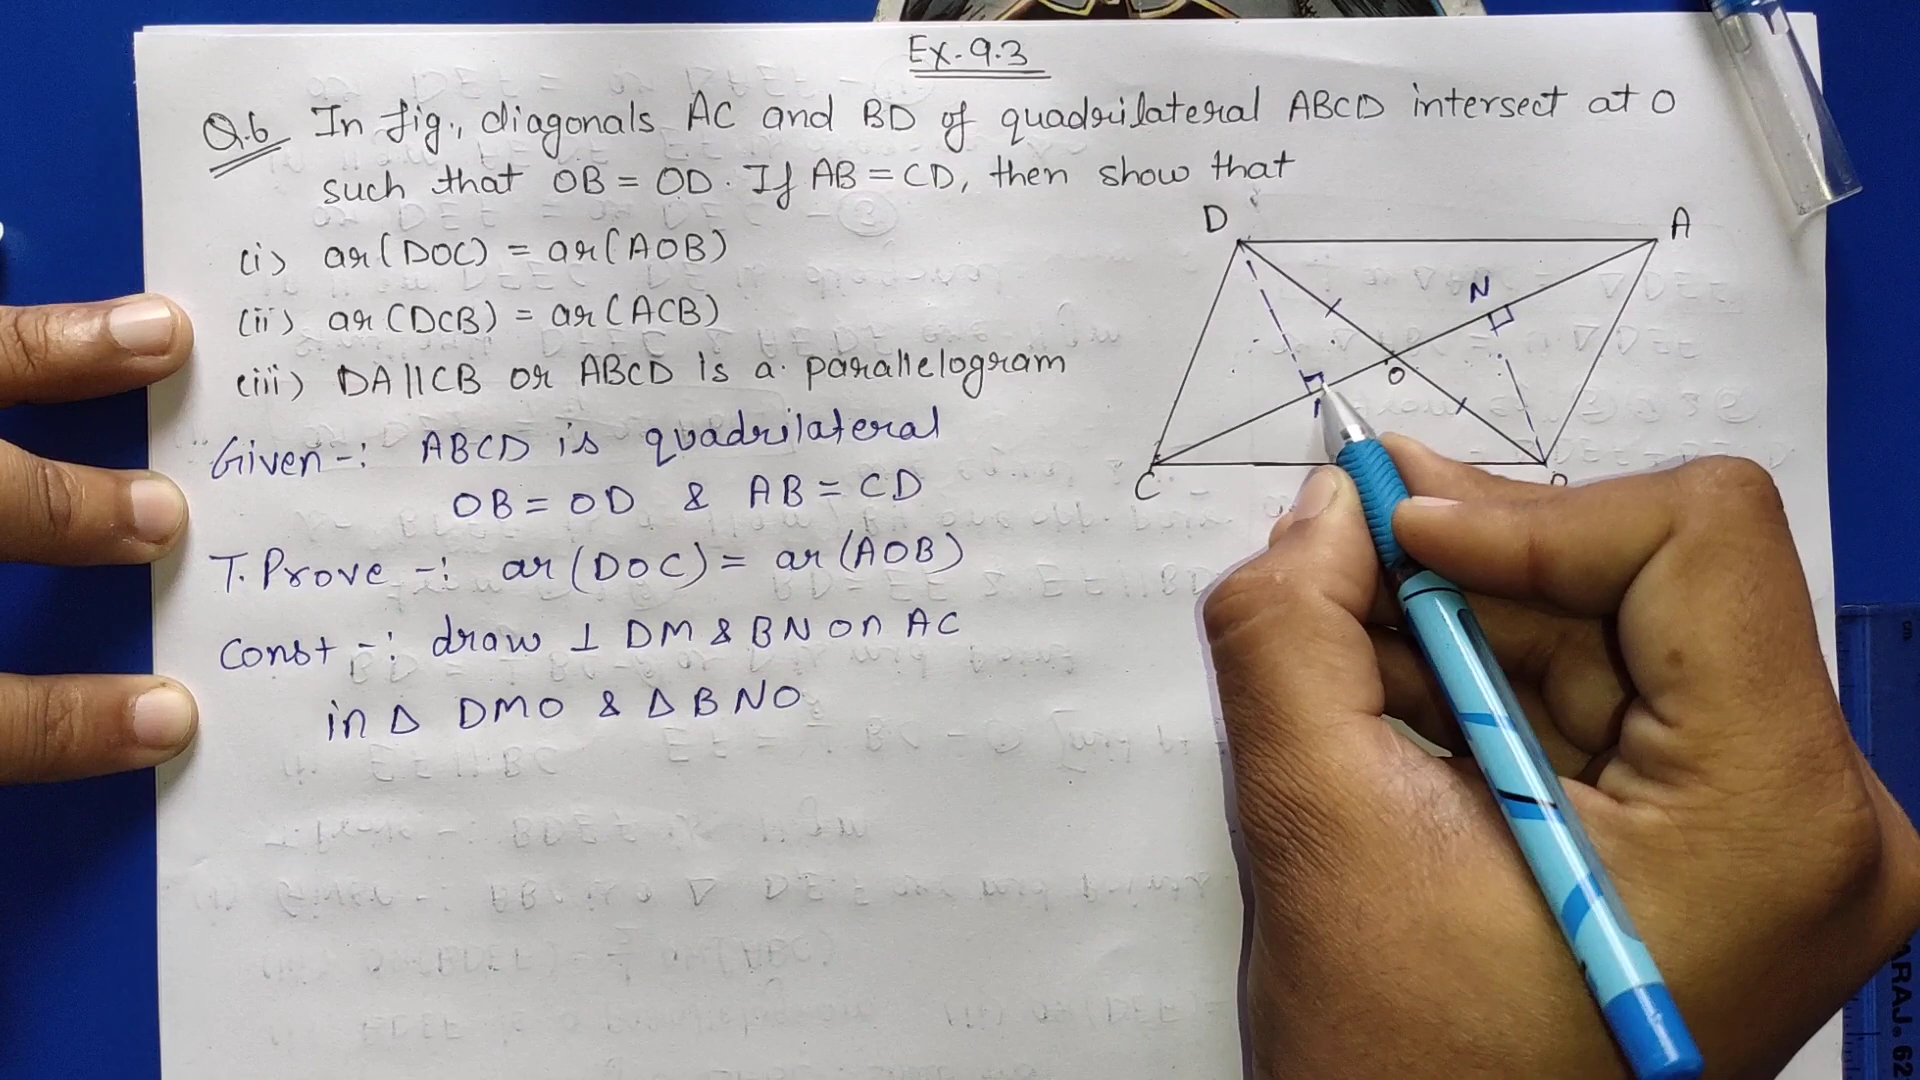 Ex-9.3
Q.6 In fig., diagonals AC and BD of quadrilateral ABCD intersect at O
such that OB = OD. If AB = CD, then show that
(i) ar(DOC) = ar(AOB)
(ii) ar(DCB) = ar(ACB)
(iii) DA||CB or ABCD is a parallelogram
Given -: ABCD is quadrilateral
OB = OD & AB = CD
T. Prove -: ar(DOC) = ar(AOB)
Const -: draw ⊥ DM & BN on AC
in Δ DMO & Δ BNO
D
A
N
O
C
cm
ARAJ. 62